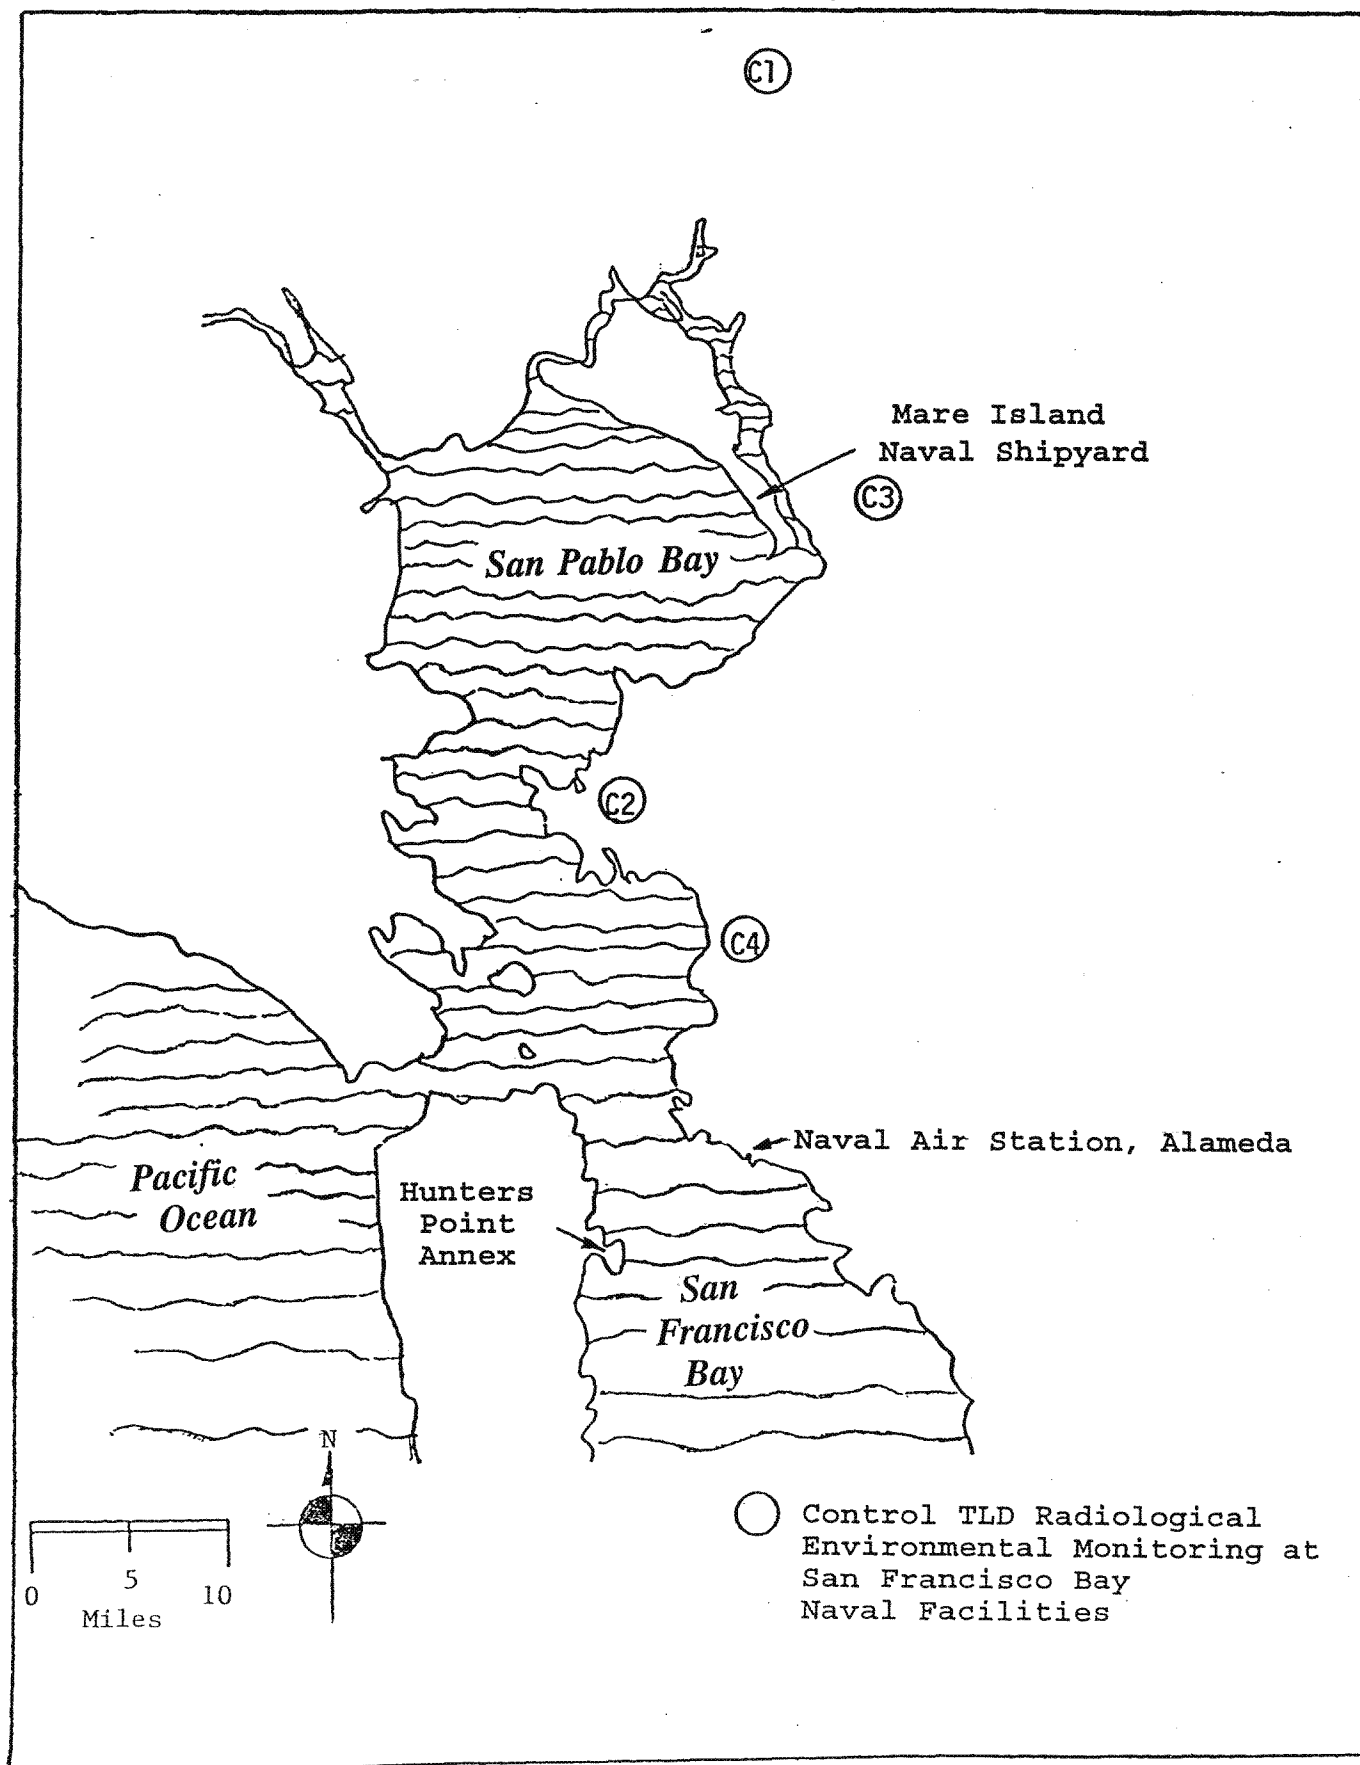 C1
Mare Island
Naval Shipyard
C3
San Pablo Bay
C2
C4
Naval Air Station, Alameda
Pacific
Ocean
Hunters
Point
Annex
San
Francisco
Bay
N
0 5 10
Miles
Control TLD Radiological
Environmental Monitoring at
San Francisco Bay
Naval Facilities